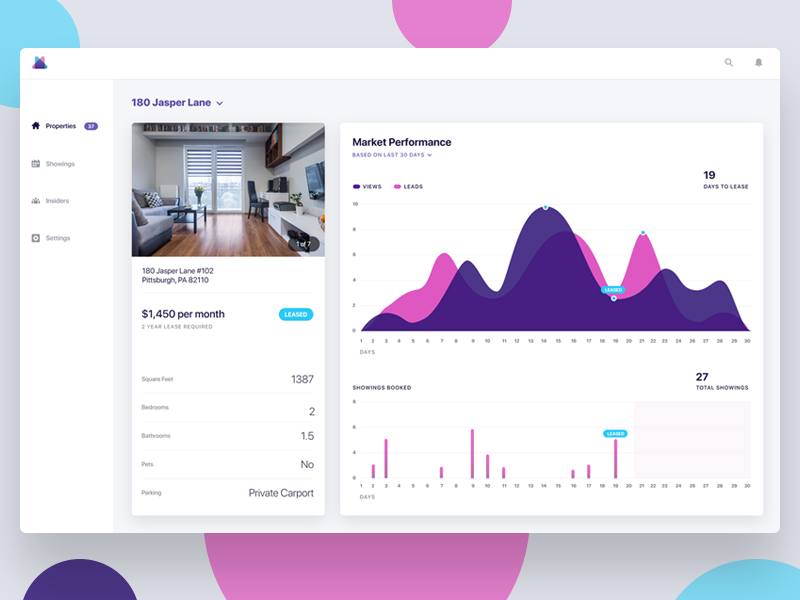 180 Jasper Lane
Properties 37
Showings
Insiders
Settings
1 of 7
180 Jasper Lane #102
Pittsburgh, PA 82110
$1,450 per month
LEASED
2 YEAR LEASE REQUIRED
Square Feet 1387
Bedrooms 2
Bathrooms 1.5
Pets No
Parking Private Carport
Market Performance
BASED ON LAST 30 DAYS
VIEWS LEADS
19
DAYS TO LEASE
10
8
6
4
2
0
LEASED
1 2 3 4 5 6 7 8 9 10 11 12 13 14 15 16 17 18 19 20 21 22 23 24 25 26 27 28 29 30
DAYS
SHOWINGS BOOKED
27
TOTAL SHOWINGS
8
6
4
0
LEASED
1 2 3 4 5 6 7 8 9 10 11 12 13 14 15 16 17 18 19 20 21 22 23 24 25 26 27 28 29 30
DAYS